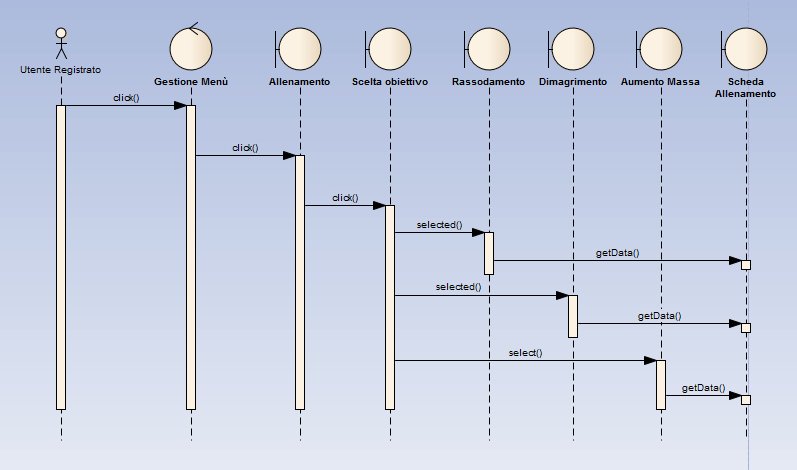 Utente Registrato
Gestione Menù
Allenamento
Scelta obiettivo
Rassodamento
Dimagrimento
Aumento Massa
Scheda
Allenamento
click()
click()
click()
selected()
getData()
selected()
getData()
select()
getData()